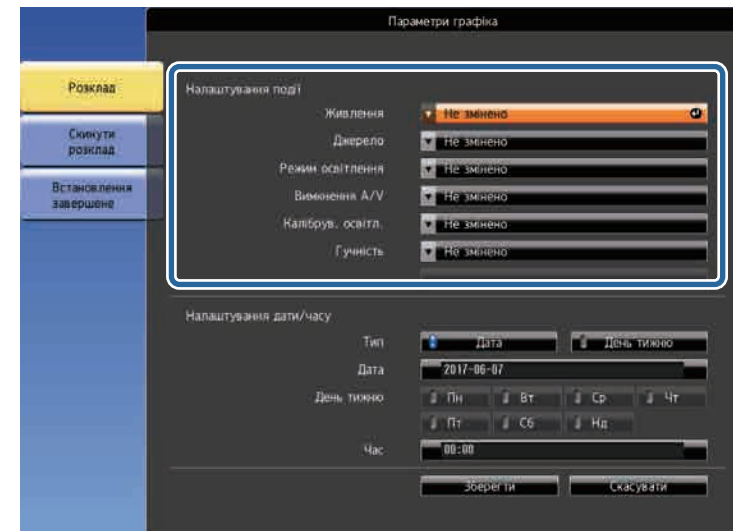 Параметри графіка
Розклад
Скинути
розклад
Встановлення
завершене
Налаштування події
Живлення Не змінено
Джерело Не змінено
Режим освітлення Не змінено
Вимкнення A/V Не змінено
Калібрув. освітл. Не змінено
Гучність Не змінено
Налаштування дати/часу
Тип Дата День тижню
Дата 2017-06-07
День тижню Пн Вт Ср Чт
Пт Сб Нд
Час 00:00
Зберегти Скасувати